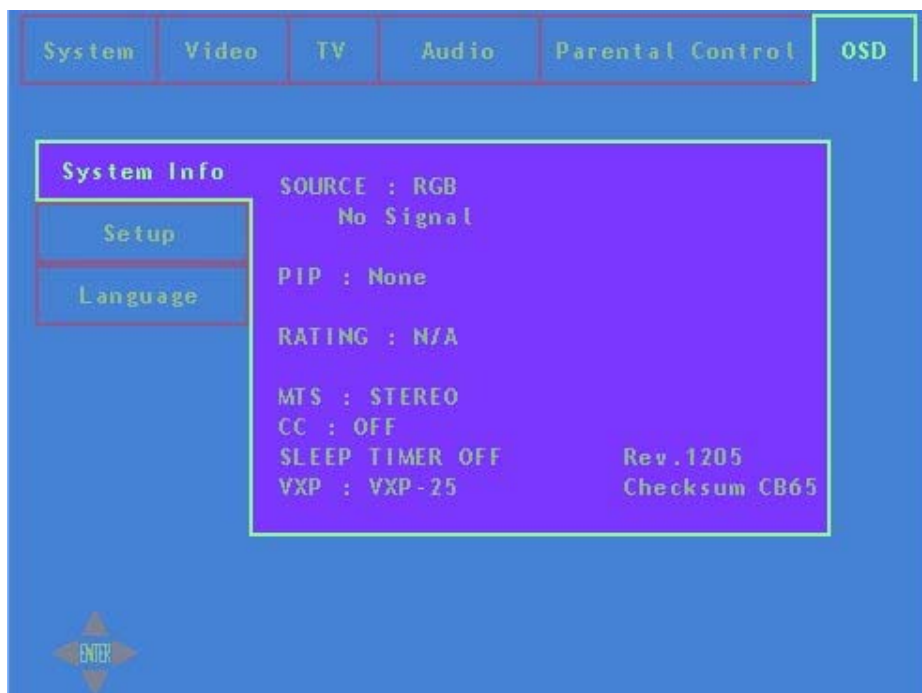 System Video TV Audio Parental Control OSD
System Info
Setup
Language
SOURCE : RGB
No Signal
PIP : None
RATING : N/A
MTS : STEREO
CC : OFF
SLEEP TIMER OFF Rev.1205
VXP : VXP-25 Checksum CB65
ENTER